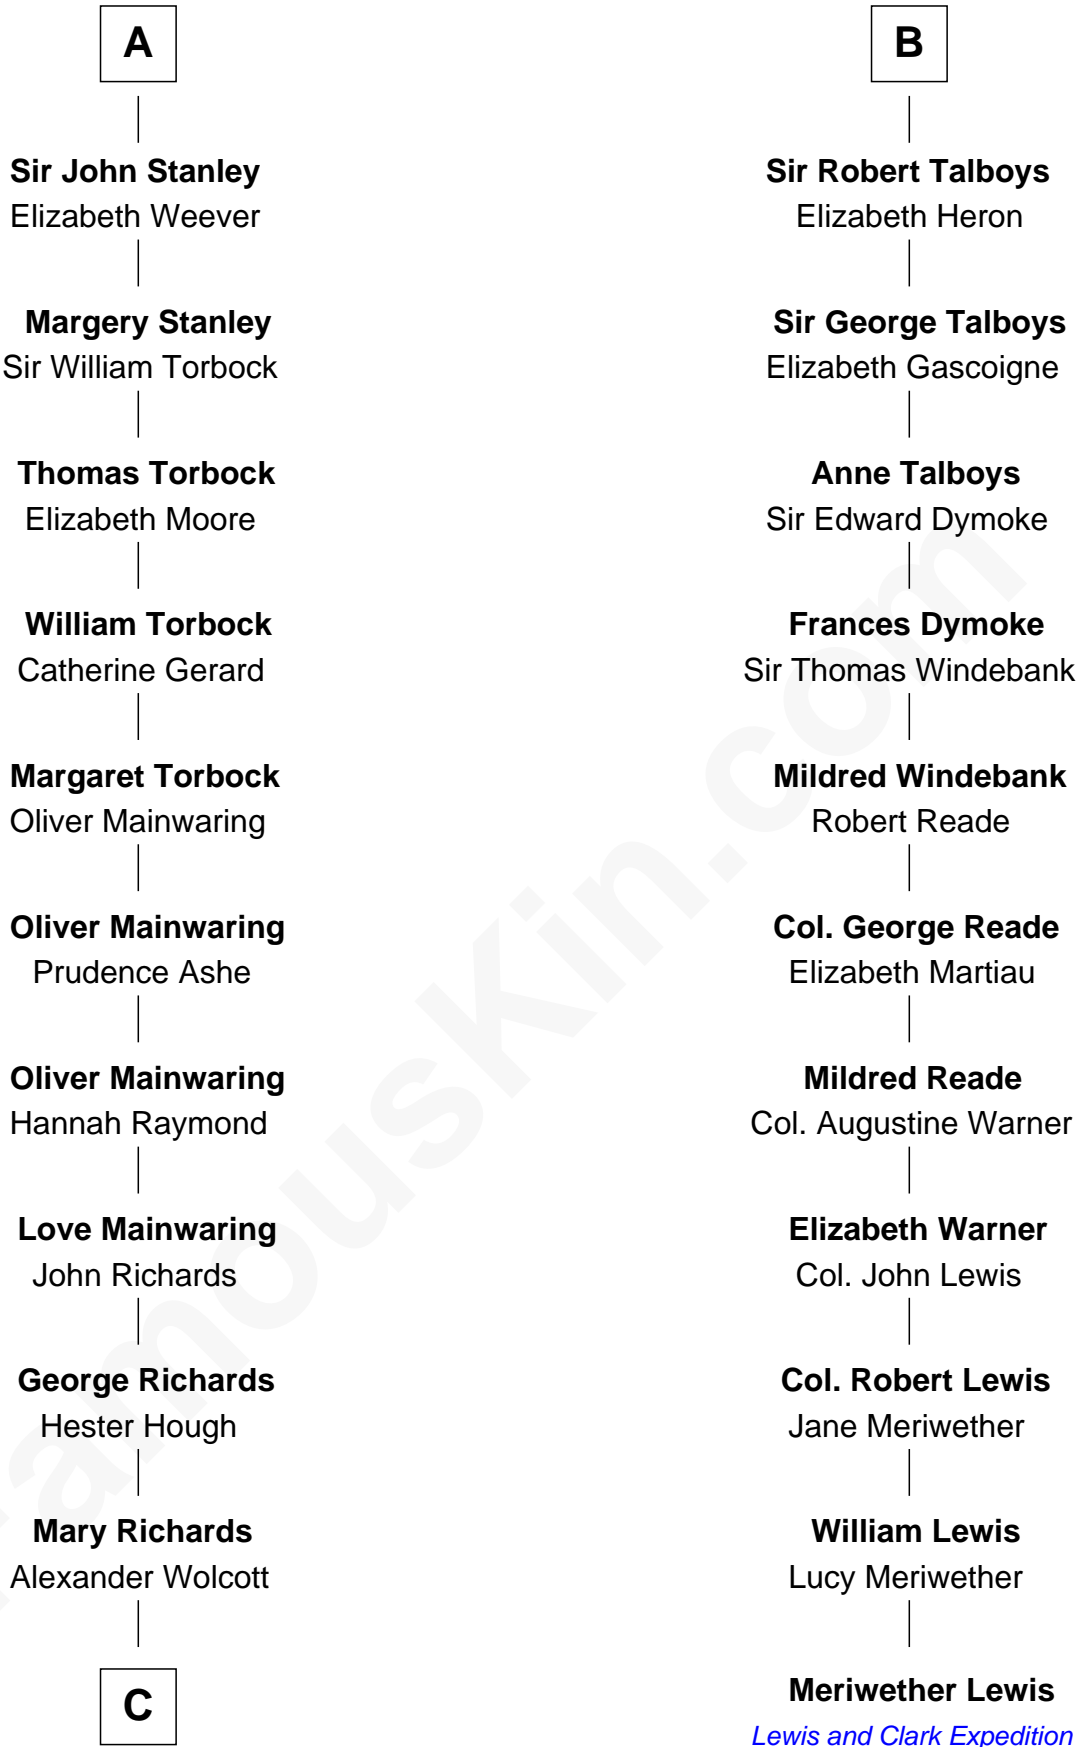 A
Sir John Stanley
Elizabeth Weever
Margery Stanley
Sir William Torbock
Thomas Torbock
Elizabeth Moore
William Torbock
Catherine Gerard
Margaret Torbock
Oliver Mainwaring
Oliver Mainwaring
Prudence Ashe
Oliver Mainwaring
Hannah Raymond
Love Mainwaring
John Richards
George Richards
Hester Hough
Mary Richards
Alexander Wolcott
C
B
Sir Robert Talboys
Elizabeth Heron
Sir George Talboys
Elizabeth Gascoigne
Anne Talboys
Sir Edward Dymoke
Frances Dymoke
Sir Thomas Windebank
Mildred Windebank
Robert Reade
Col. George Reade
Elizabeth Martiau
Mildred Reade
Col. Augustine Warner
Elizabeth Warner
Col. John Lewis
Col. Robert Lewis
Jane Meriwether
William Lewis
Lucy Meriwether
Meriwether Lewis
Lewis and Clark Expedition
FamousKin.com